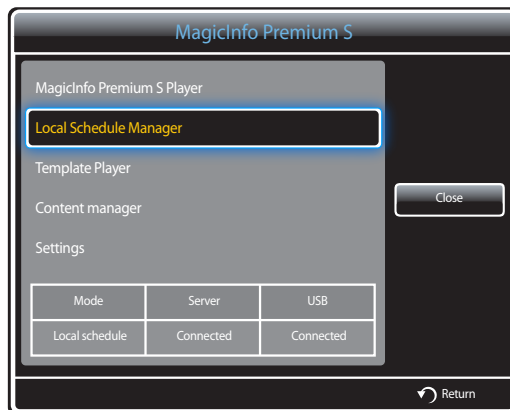 MagicInfo Premium S
MagicInfo Premium S Player
Local Schedule Manager
Template Player
Content manager
Settings
Close
Mode Server USB
Local schedule Connected Connected
Return